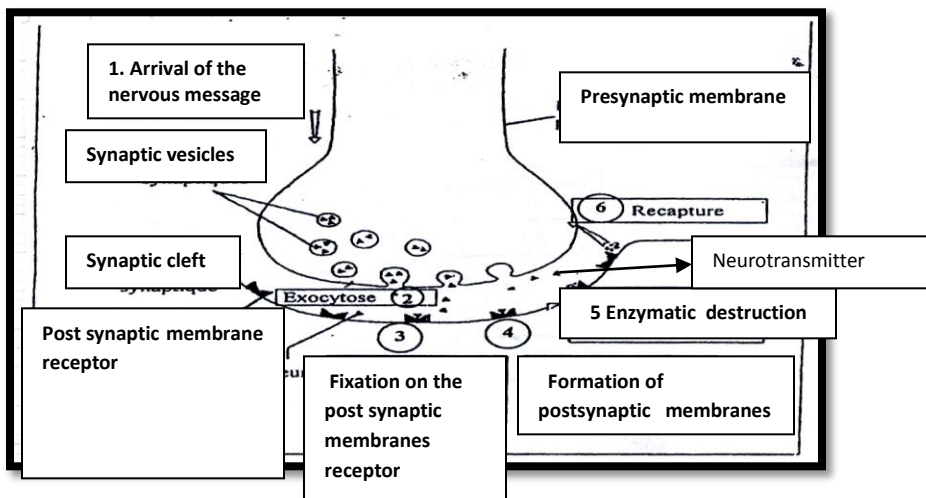 1. Arrival of the
nervous message
Presynaptic membrane
Synaptic vesicles
6 Recapture
Synaptic cleft
Neurotransmitter
synaptique
Exocytose 2
5 Enzymatic destruction
Post synaptic membrane
receptor
3
4
Fixation on the
post synaptic
membranes
receptor
Formation of
postsynaptic membranes